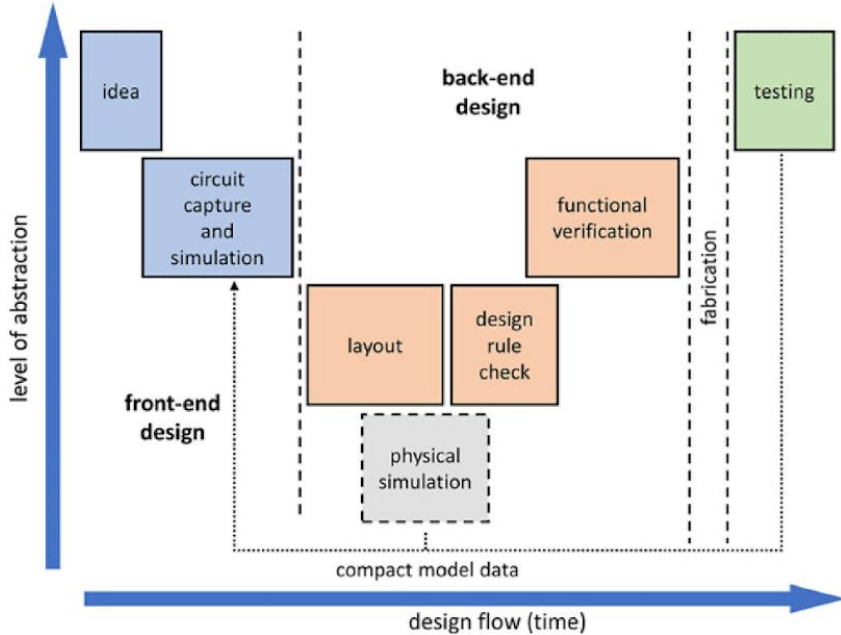 idea
back-end
design
testing
circuit
capture
and
simulation
functional
verification
fabrication
level of abstraction
layout
design
rule
check
front-end
design
physical
simulation
compact model data
design flow (time)